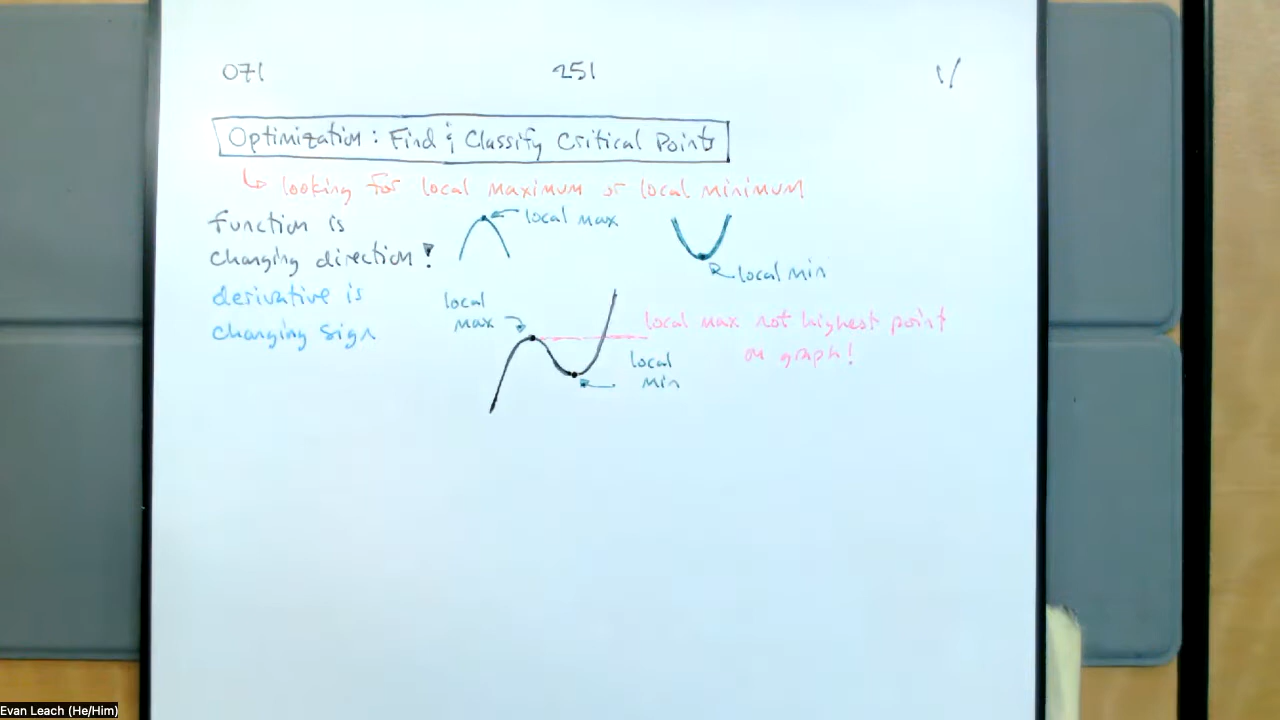 071 251 1/
Optimization: Find & Classify Critical Points
↳ looking for local maximum or local minimum
function is
changing direction!
local max
local min
derivative is
changing sign
local
max
local max not highest point
on graph!
local
min
Evan Leach (He/Him)